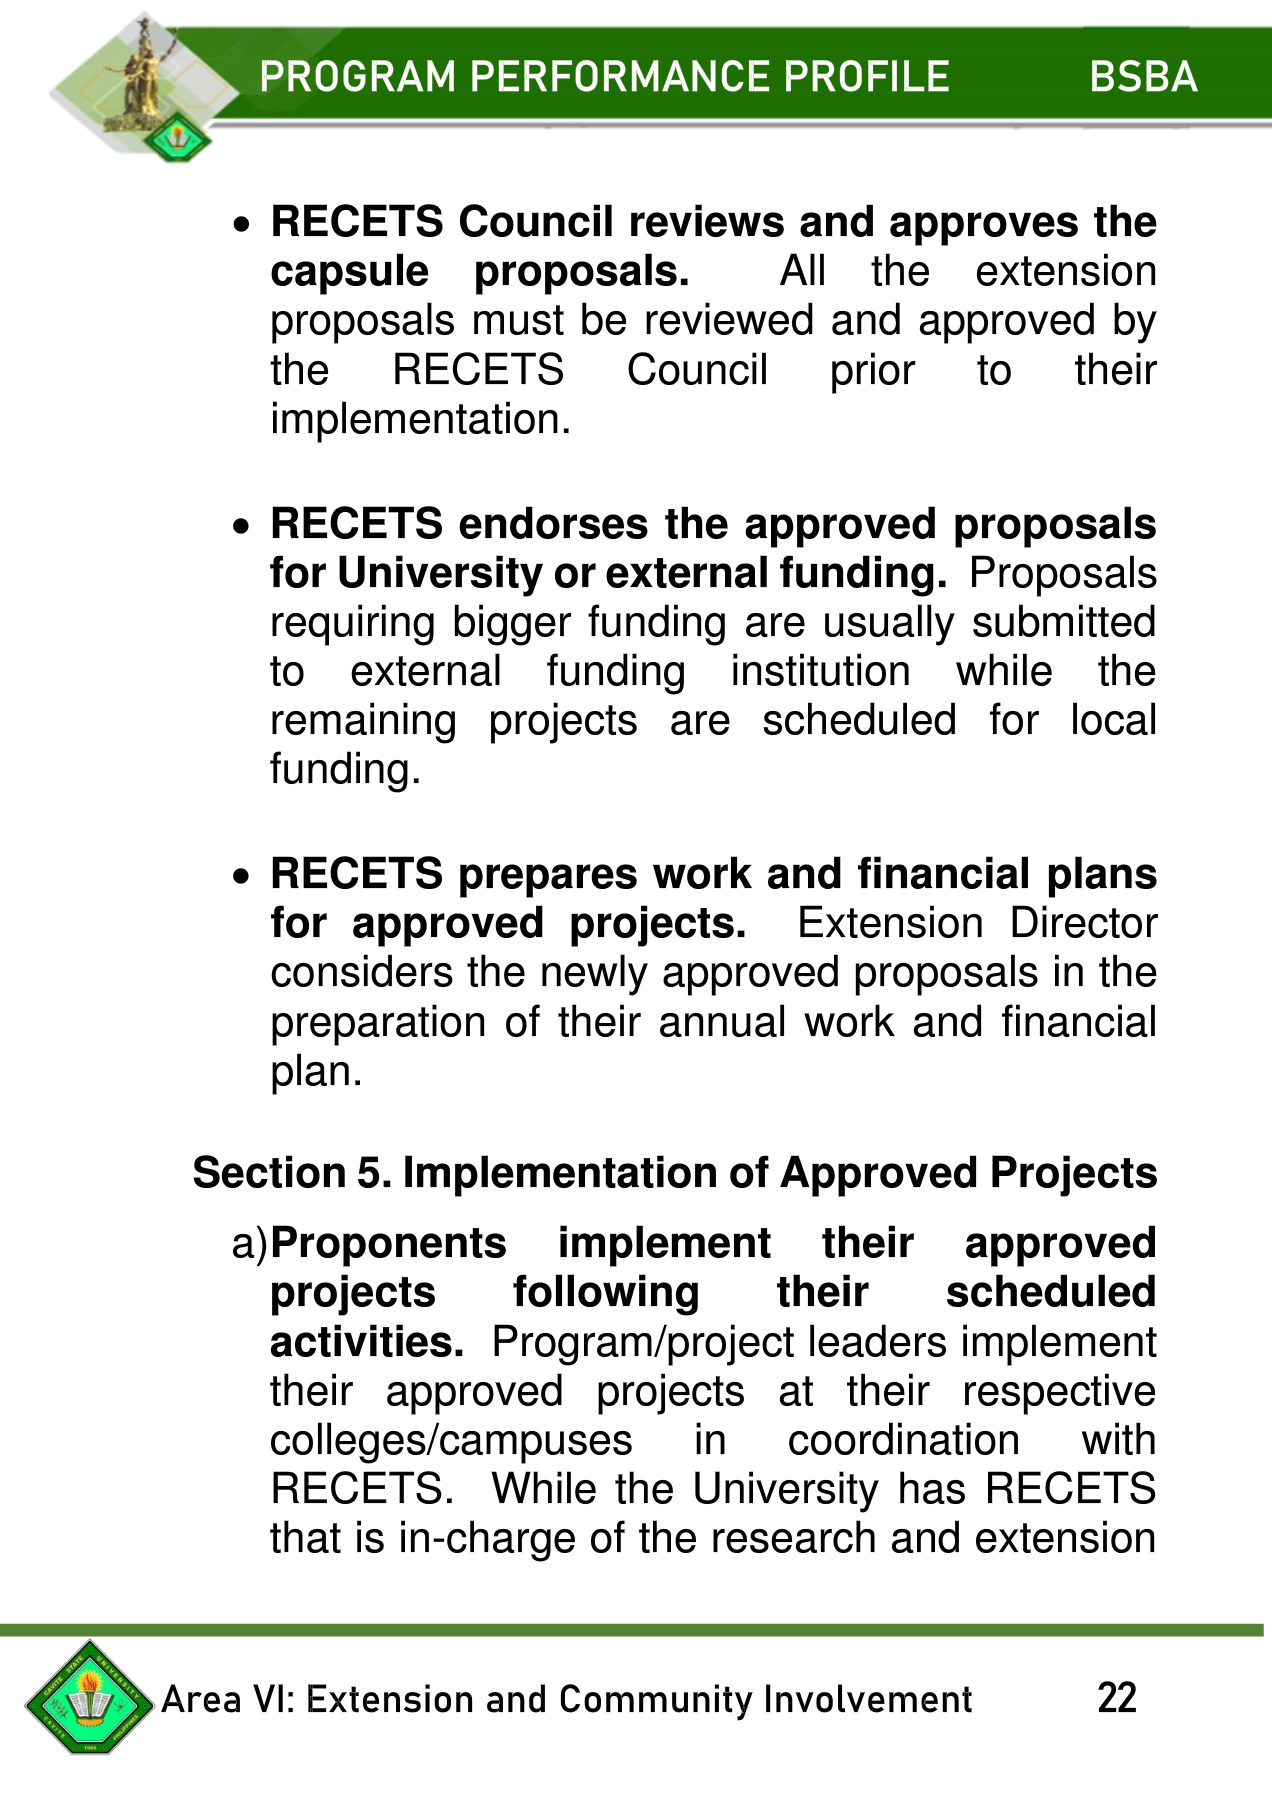 PROGRAM PERFORMANCE PROFILE BSBA
• RECETS Council reviews and approves the
capsule proposals. All the extension
proposals must be reviewed and approved by
the RECETS Council prior to their
implementation.
• RECETS endorses the approved proposals
for University or external funding. Proposals
requiring bigger funding are usually submitted
to external funding institution while the
remaining projects are scheduled for local
funding.
• RECETS prepares work and financial plans
for approved projects. Extension Director
considers the newly approved proposals in the
preparation of their annual work and financial
plan.
Section 5. Implementation of Approved Projects
a)Proponents implement their approved
projects following their scheduled
activities. Program/project leaders implement
their approved projects at their respective
colleges/campuses in coordination with
RECETS. While the University has RECETS
that is in-charge of the research and extension
CAVITE STATE UNIVERSITY
CAVITE PHILIPPINES
1906
Area VI: Extension and Community Involvement 22